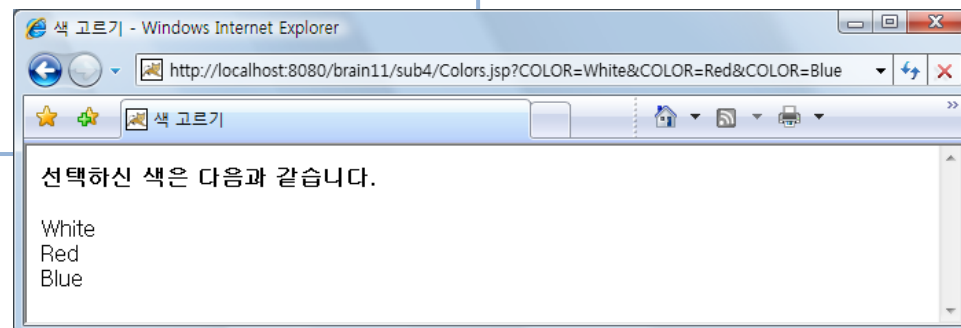 색 고르기 - Windows Internet Explorer
http://localhost:8080/brain11/sub4/Colors.jsp?COLOR=White&COLOR=Red&COLOR=Blue
색 고르기
선택하신 색은 다음과 같습니다.
White
Red
Blue